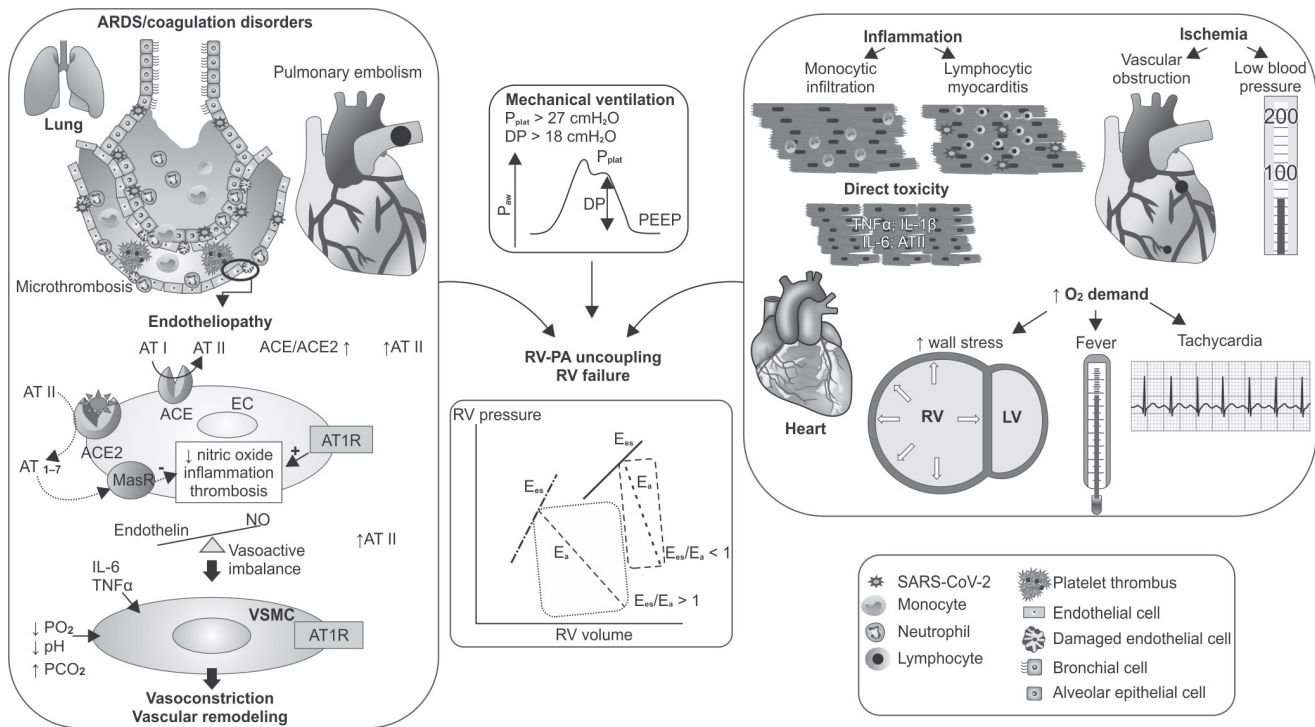 ARDS/coagulation disorders
Lung
Pulmonary embolism
Microthrombosis
Endotheliopathy
AT I
AT II
ACE/ACE2 ↑
↑AT II
AT II
ACE
EC
ACE2
AT1R
AT 1–7
MasR
-
+
↓ nitric oxide
inflammation
thrombosis
Endothelin
NO
Vasoactive
imbalance
↑AT II
IL-6
TNFα
VSMC
AT1R
↓ PO₂
↓ pH
↑ PCO₂
Vasoconstriction
Vascular remodeling
Mechanical ventilation
Pplat > 27 cmH₂O
DP > 18 cmH₂O
Pplat
Paw
DP
PEEP
RV-PA uncoupling
RV failure
RV pressure
Ees
Ees
Ea
Ea
Ees/Ea < 1
Ees/Ea > 1
RV volume
Inflammation
Monocytic
infiltration
Lymphocytic
myocarditis
Direct toxicity
TNFα; IL-1β
IL-6; ATII
Ischemia
Vascular
obstruction
Low blood
pressure
200
100
Heart
↑ O₂ demand
↑ wall stress
Fever
Tachycardia
RV
LV
SARS-CoV-2
Monocyte
Neutrophil
Lymphocyte
Platelet thrombus
Endothelial cell
Damaged endothelial cell
Bronchial cell
Alveolar epithelial cell